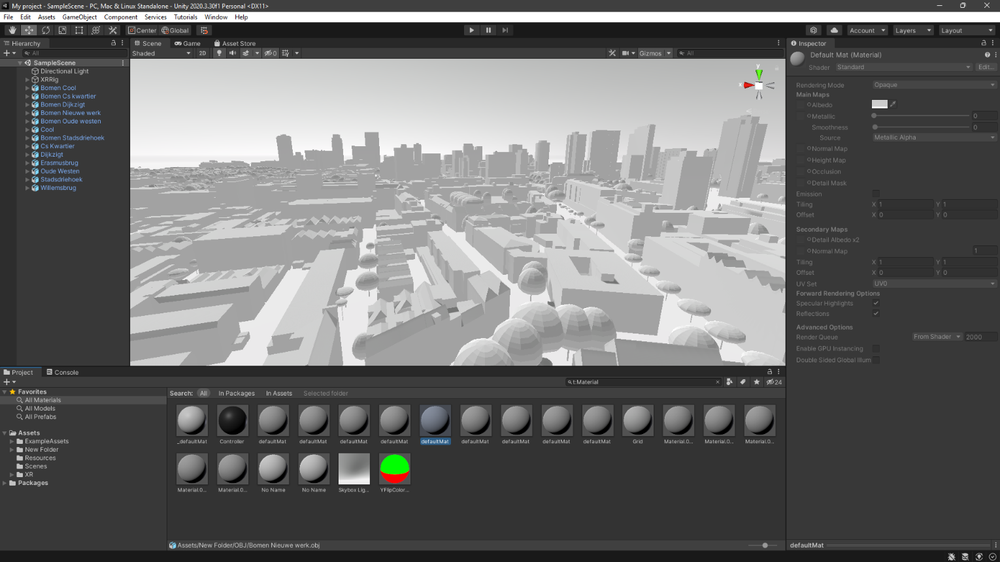 My project - SampleScene - PC, Mac & Linux Standalone - Unity 2020.3.30f1 Personal <DX11>
File Edit Assets GameObject Component Services Tutorials Window Help
Center Global
Account Layers Layout
Hierarchy
All
SampleScene
Directional Light
XRRig
Bomen Cool
Bomen Cs kwartier
Bomen Dijkzigt
Bomen Nieuwe werk
Bomen Oude westen
Cool
Bomen Stadsdriehoek
Cs Kwartier
Dijkzigt
Erasmusbrug
Oude Westen
Stadsdriehoek
Willemsbrug
Scene Game Asset Store
Shaded 2D 0 Gizmos All
y
x
Inspector
Default Mat (Material)
Shader Standard Edit...
Rendering Mode Opaque
Main Maps
Albedo
Metallic 0
Smoothness 0
Source Metallic Alpha
Normal Map
Height Map
Occlusion
Detail Mask
Emission
Tiling X 1 Y 1
Offset X 0 Y 0
Secondary Maps
Detail Albedo x2
Normal Map 1
Tiling X 1 Y 1
Offset X 0 Y 0
UV Set UV0
Forward Rendering Options
Specular Highlights
Reflections
Advanced Options
Render Queue From Shader 2000
Enable GPU Instancing
Double Sided Global Illum
Project Console
t:Material 24
Favorites
All Materials
All Models
All Prefabs
Assets
ExampleAssets
New Folder
Resources
Scenes
XR
Packages
Search: All In Packages In Assets Selected folder
_defaultMat Controller defaultMat defaultMat defaultMat defaultMat defaultMat defaultMat defaultMat defaultMat defaultMat Grid Material.0... Material.0... Material.0...
Material.0... Material.0... No Name No Name Skybox Lig... YFlipColor...
Assets/New Folder/OBJ/Bomen Nieuwe werk.obj
defaultMat